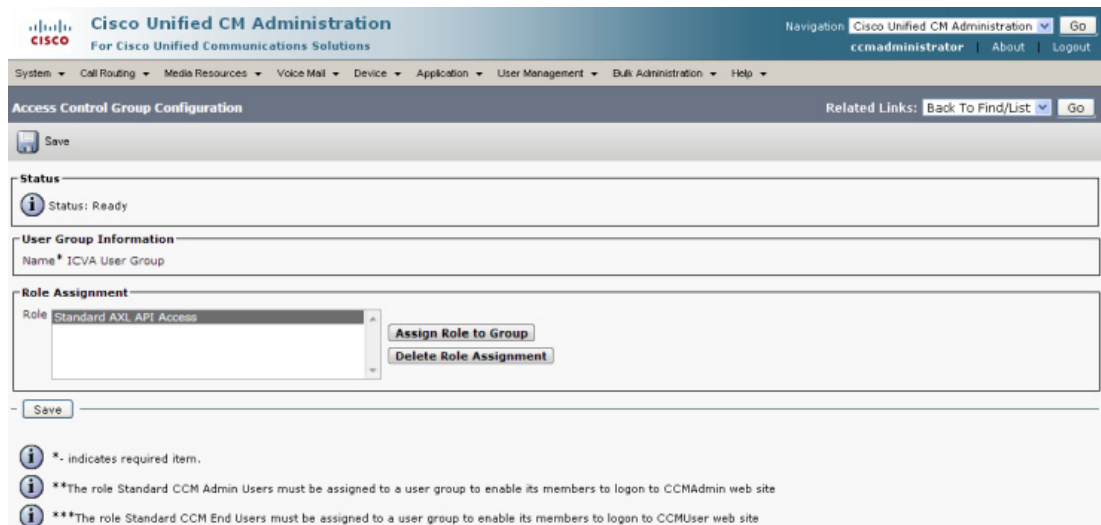 CISCO
Cisco Unified CM Administration
For Cisco Unified Communications Solutions
Navigation Cisco Unified CM Administration Go
ccmadministrator | About | Logout
System Call Routing Media Resources Voice Mail Device Application User Management Bulk Administration Help
Access Control Group Configuration
Related Links: Back To Find/List Go
Save
Status
i Status: Ready
User Group Information
Name* ICVA User Group
Role Assignment
Role Standard AXL API Access
Assign Role to Group
Delete Role Assignment
Save
i *- indicates required item.
i **The role Standard CCM Admin Users must be assigned to a user group to enable its members to logon to CCMAdmin web site
i ***The role Standard CCM End Users must be assigned to a user group to enable its members to logon to CCMUser web site